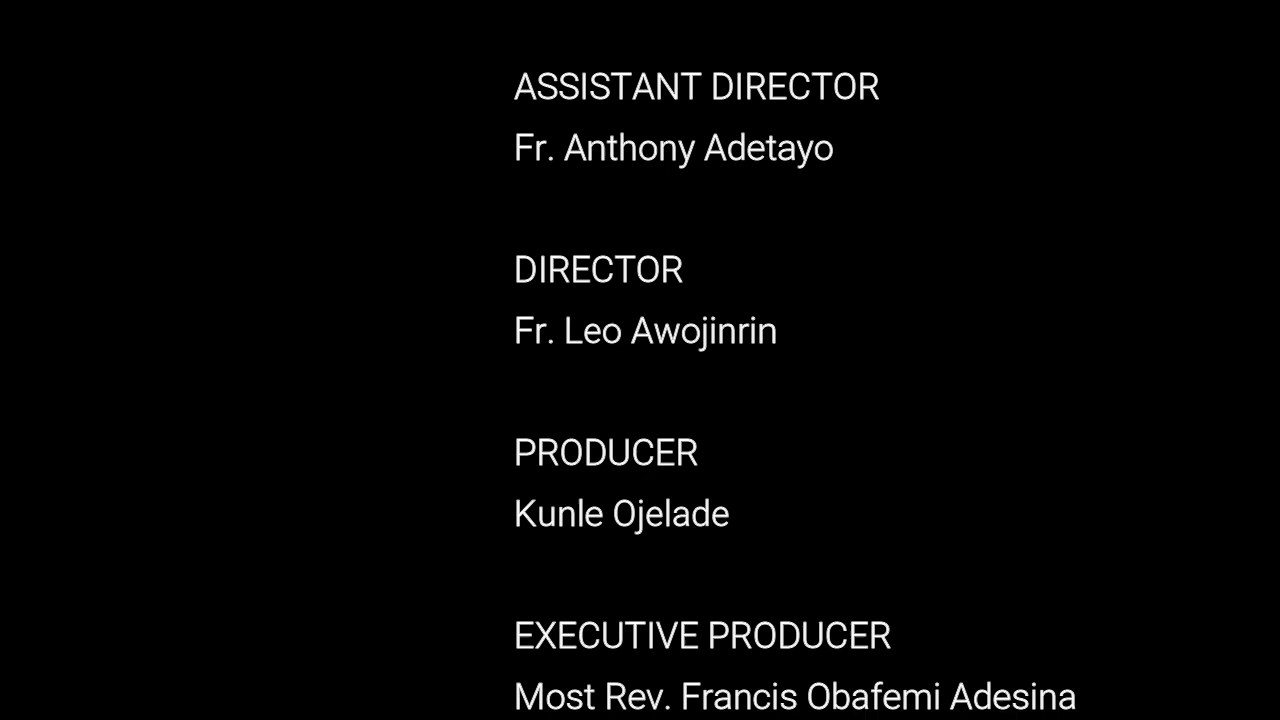 ASSISTANT DIRECTOR
Fr. Anthony Adetayo
DIRECTOR
Fr. Leo Awojinrin
PRODUCER
Kunle Ojelade
EXECUTIVE PRODUCER
Most Rev. Francis Obafemi Adesina